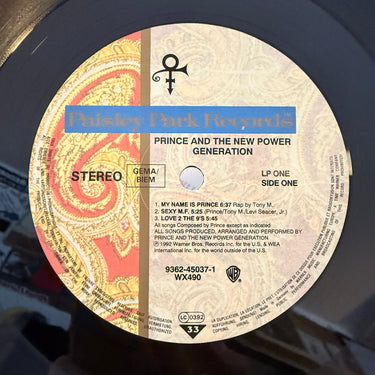 Paisley Park Records
PRINCE AND THE NEW POWER
GENERATION
STEREO
GEMA/
BIEM
LP ONE
SIDE ONE
1. MY NAME IS PRINCE 6:37 Rap by Tony M.
2. SEXY M.F. 5:25 (Prince/Tony M./Levi Seacer, Jr.)
3. LOVE 2 THE 9'S 5:45
All songs Composed by Prince except as indicated
ALL SONGS PRODUCED, ARRANGED AND PERFORMED BY
PRINCE AND THE NEW POWER GENERATION
℗ 1992 Warner Bros. Records Inc. for the U.S. & WEA
International Inc. for the world outside of the U.S.
9362-45037-1
WX490
LC 0392
33